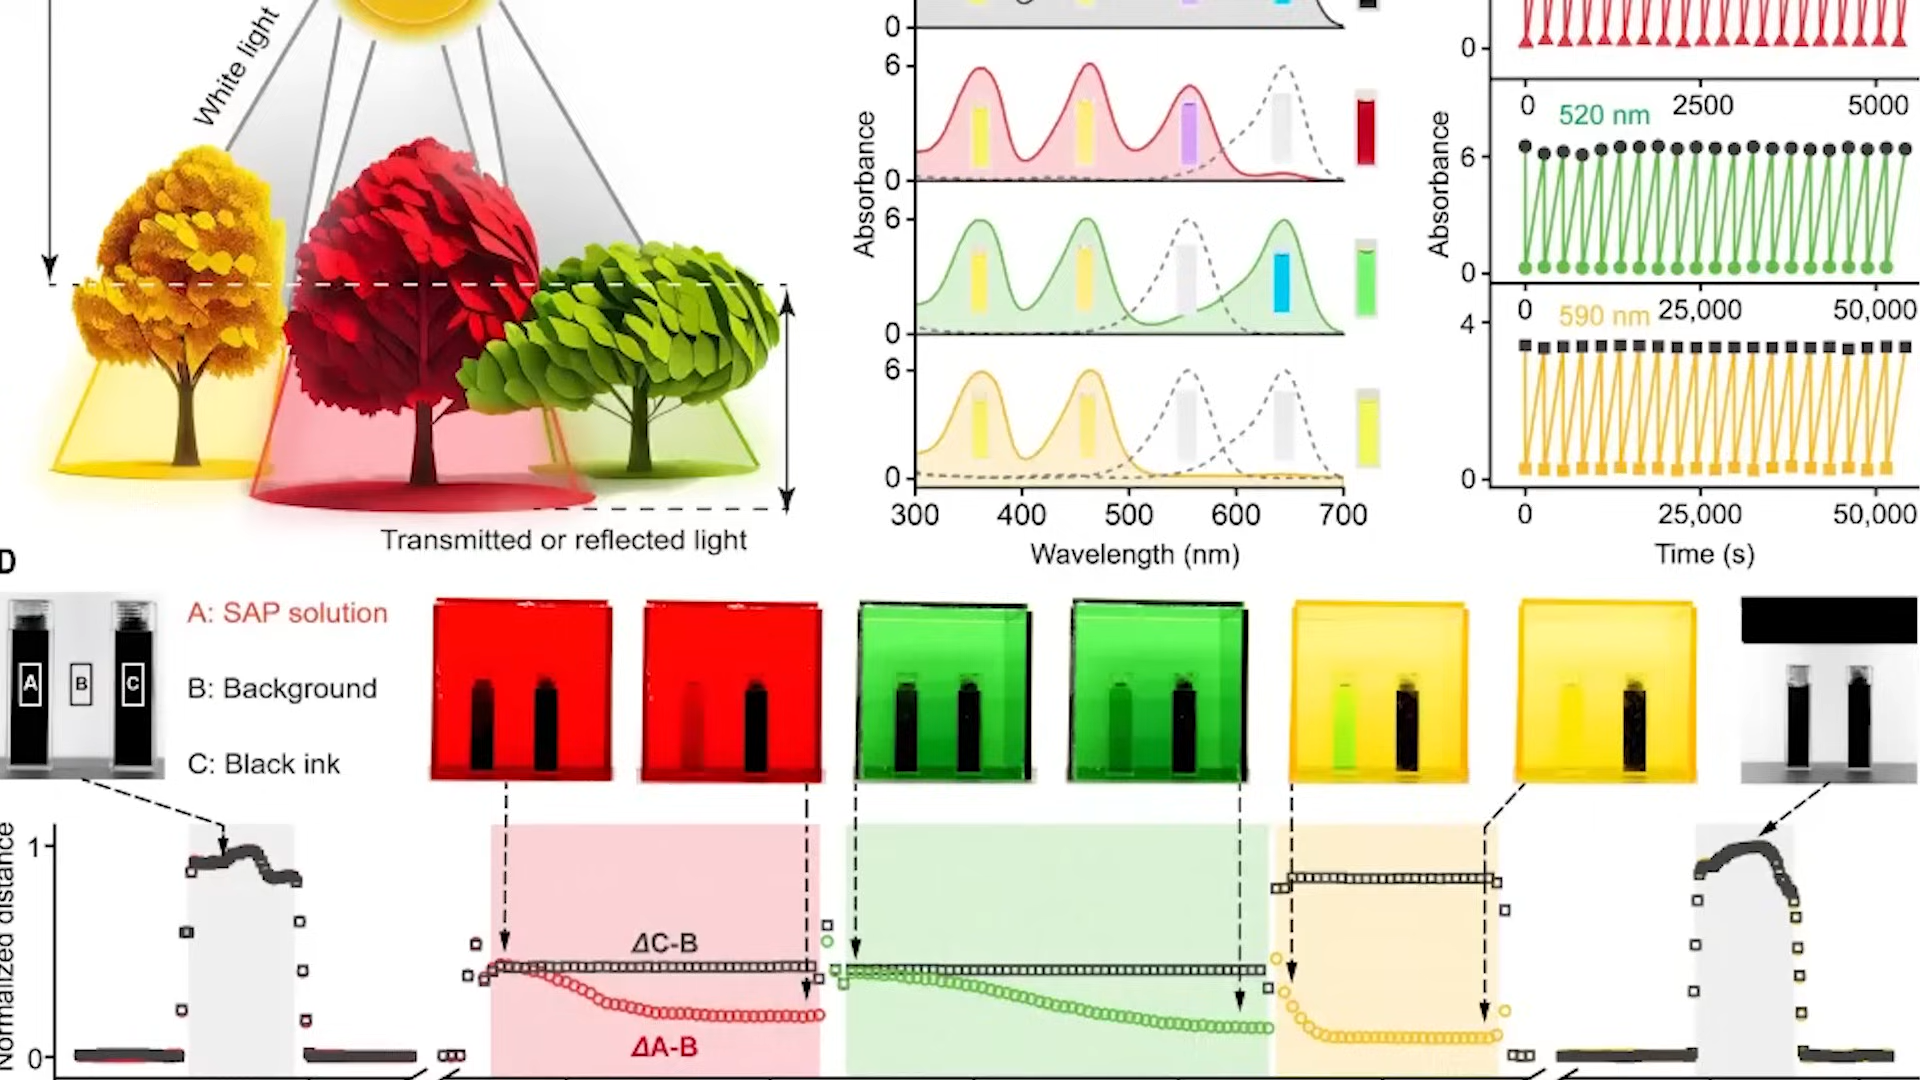 White light
Transmitted or reflected light
0
Absorbance
6
0
6
0
6
0
300 400 500 600 700
Wavelength (nm)
Absorbance
0
0 2500 5000
520 nm
6
0
0 25,000 50,000
590 nm
4
0
0 25,000 50,000
Time (s)
D
A
B
C
A: SAP solution
B: Background
C: Black ink
Normalized distance
1
0
ΔC-B
ΔA-B